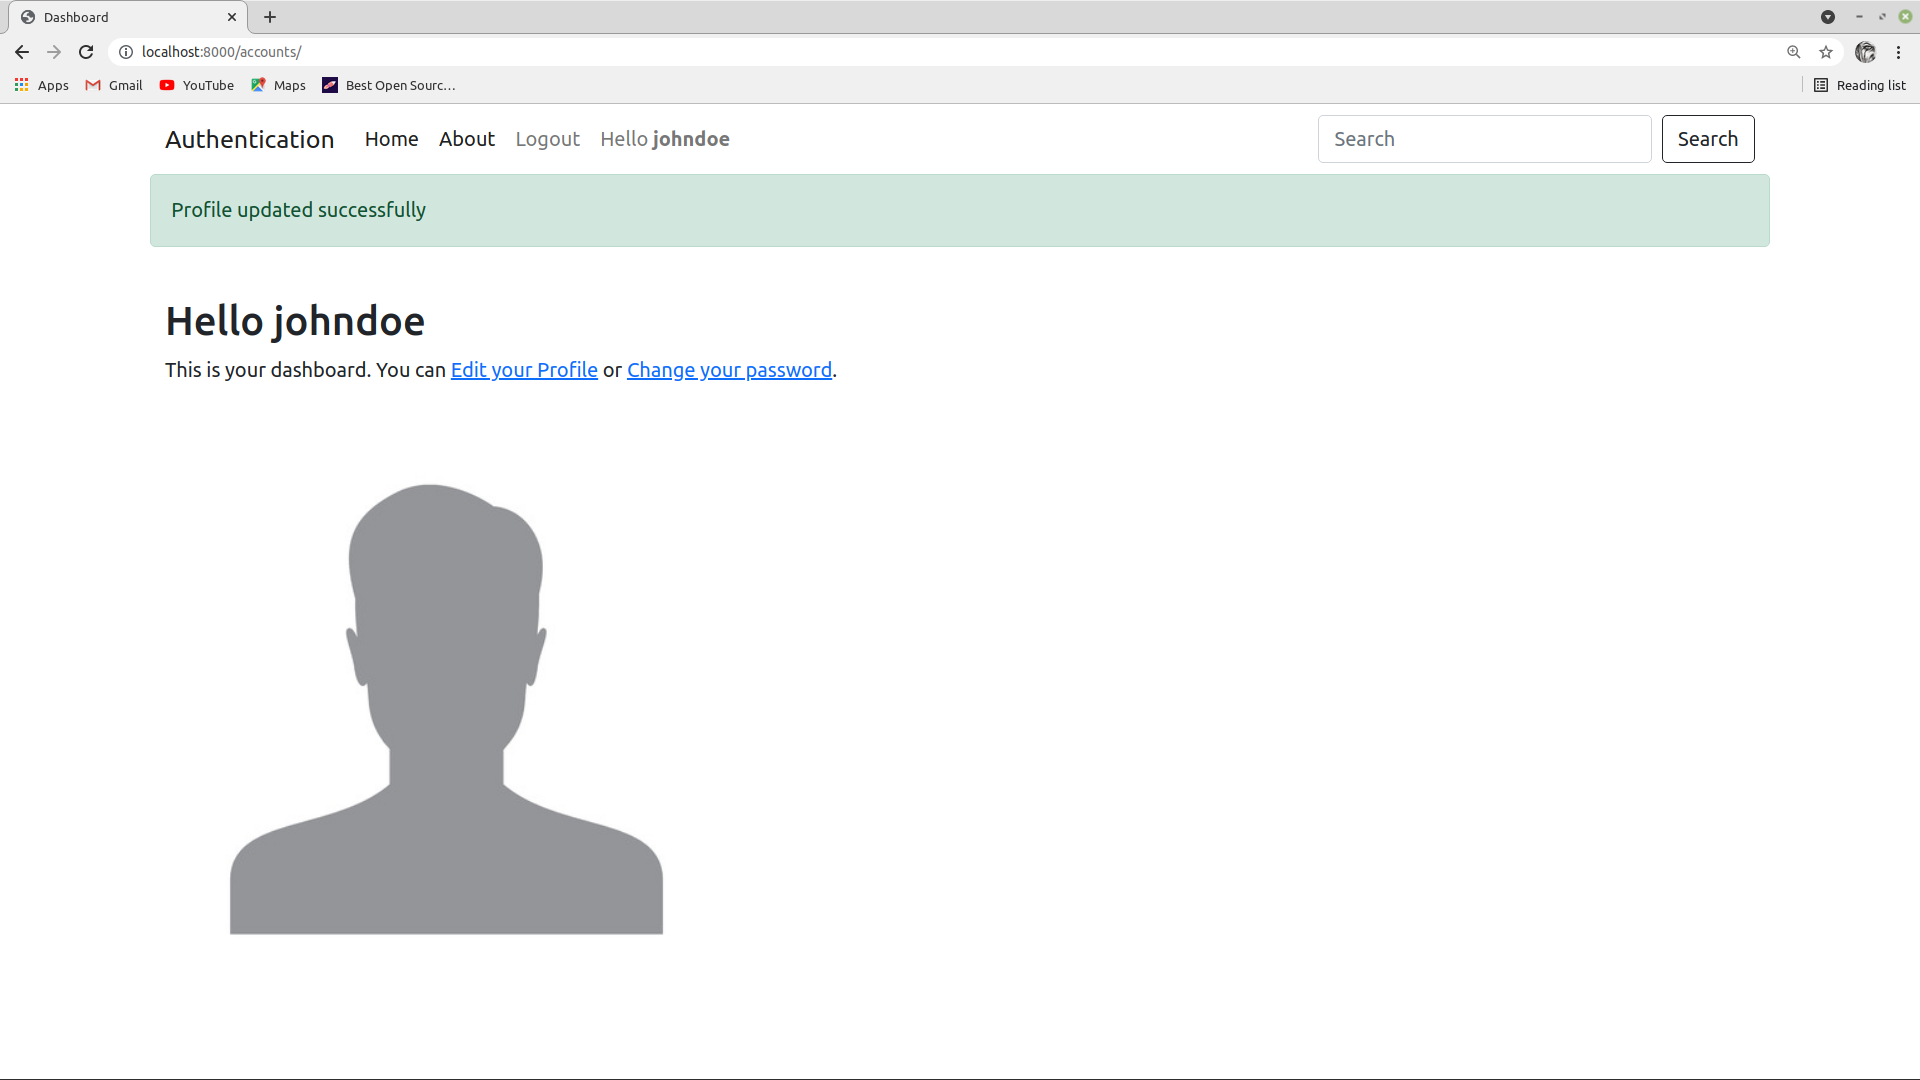 Dashboard
localhost:8000/accounts/
Apps Gmail YouTube Maps Best Open Sourc... Reading list
Authentication Home About Logout Hello johndoe Search Search
Profile updated successfully
Hello johndoe
This is your dashboard. You can Edit your Profile or Change your password.